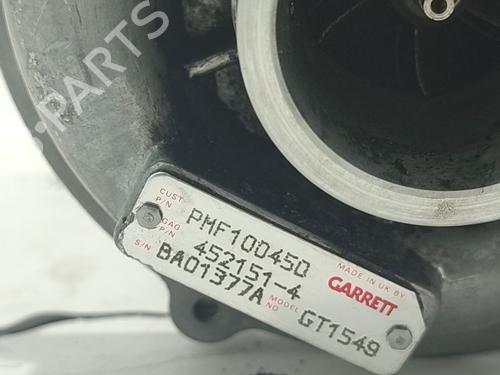 PARTS
CUST P/N PMF100450
GAG P/N 452151-4
S/N BA01377A
MODEL NO GT1549
MADE IN UK BY
GARRETT